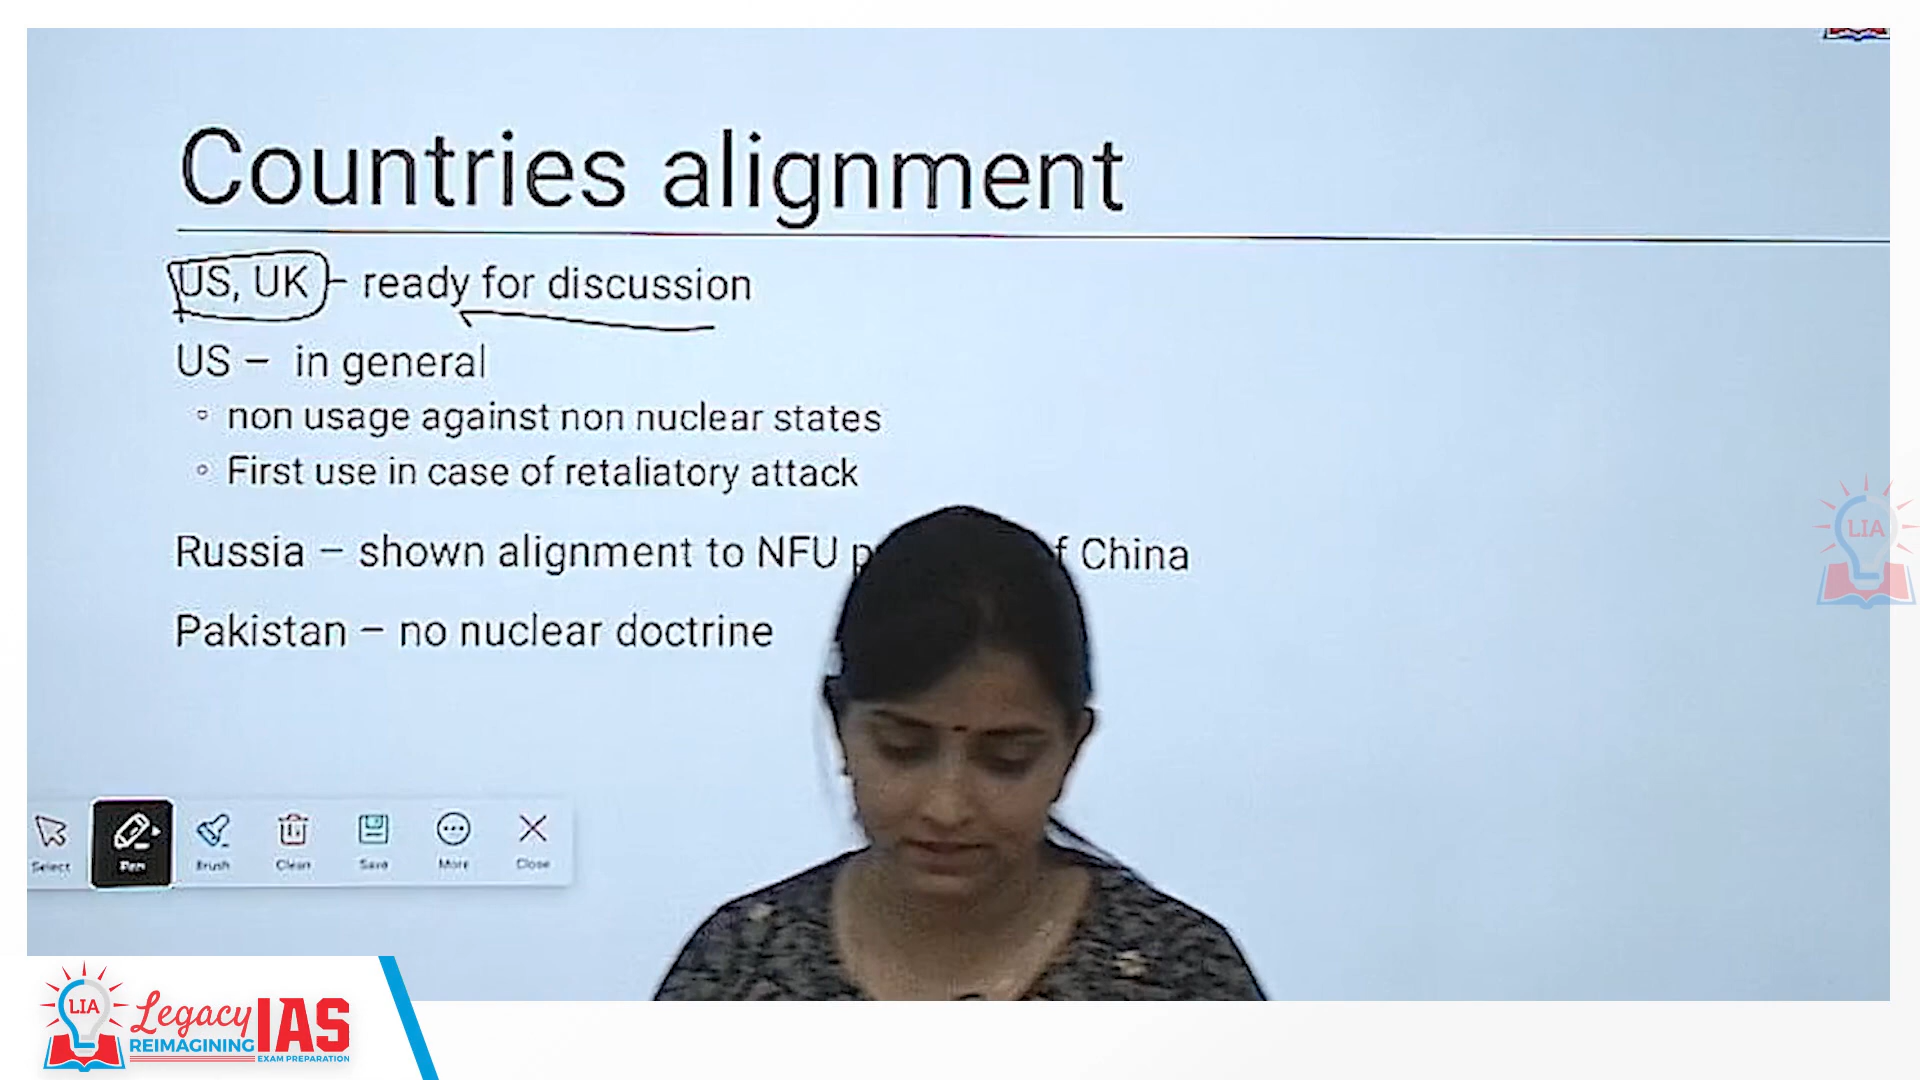 Countries alignment
US, UK – ready for discussion
US – in general
◦ non usage against non nuclear states
◦ First use in case of retaliatory attack
Russia – shown alignment to NFU f China
Pakistan – no nuclear doctrine
LIA
Select Pen Brush Clean Save More Close
LIA Legacy IAS
REIMAGINING
EXAM PREPARATION